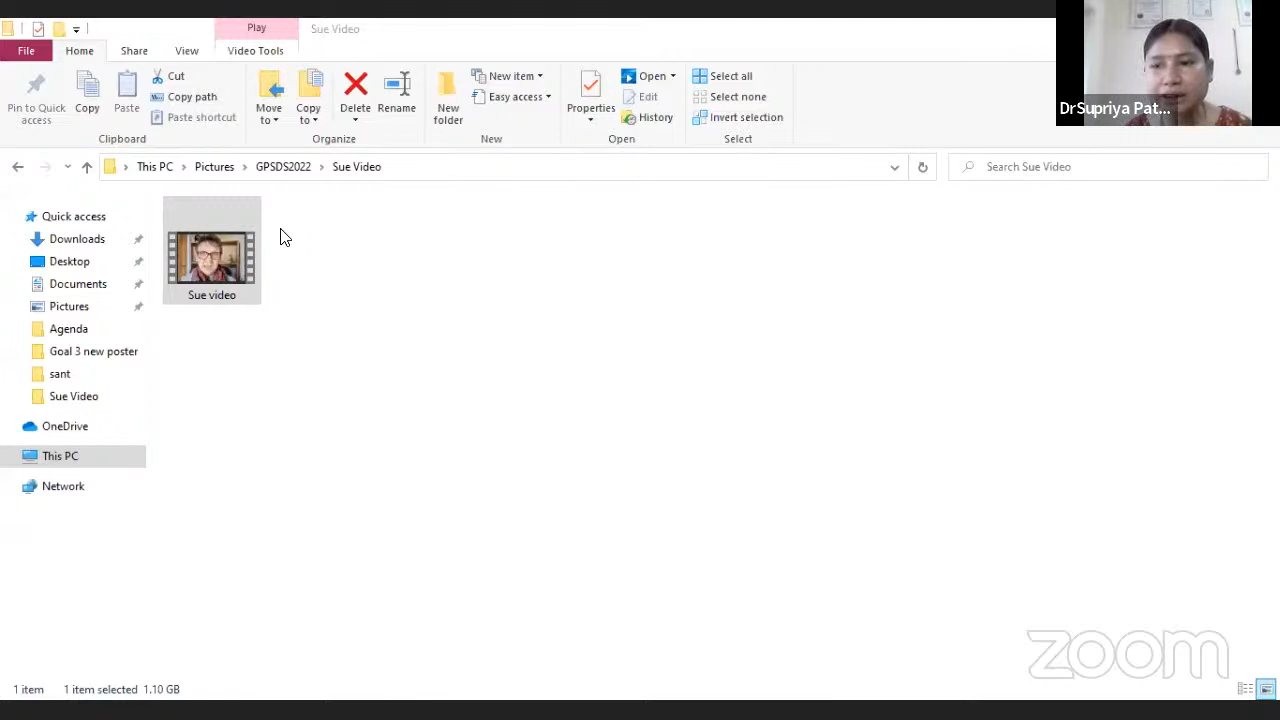 Play
Sue Video
File
Home
Share
View
Video Tools
Pin to Quick access
Copy
Paste
Cut
Copy path
Paste shortcut
Clipboard
Move to
Copy to
Delete
Rename
Organize
New folder
New item
Easy access
New
Properties
Open
Edit
History
Open
Select all
Select none
Invert selection
Select
DrSupriya Pat...
This PC
Pictures
GPSDS2022
Sue Video
Search Sue Video
Quick access
Downloads
Desktop
Documents
Pictures
Agenda
Goal 3 new poster
sant
Sue Video
OneDrive
This PC
Network
Sue video
zoom
1 item
1 item selected 1.10 GB